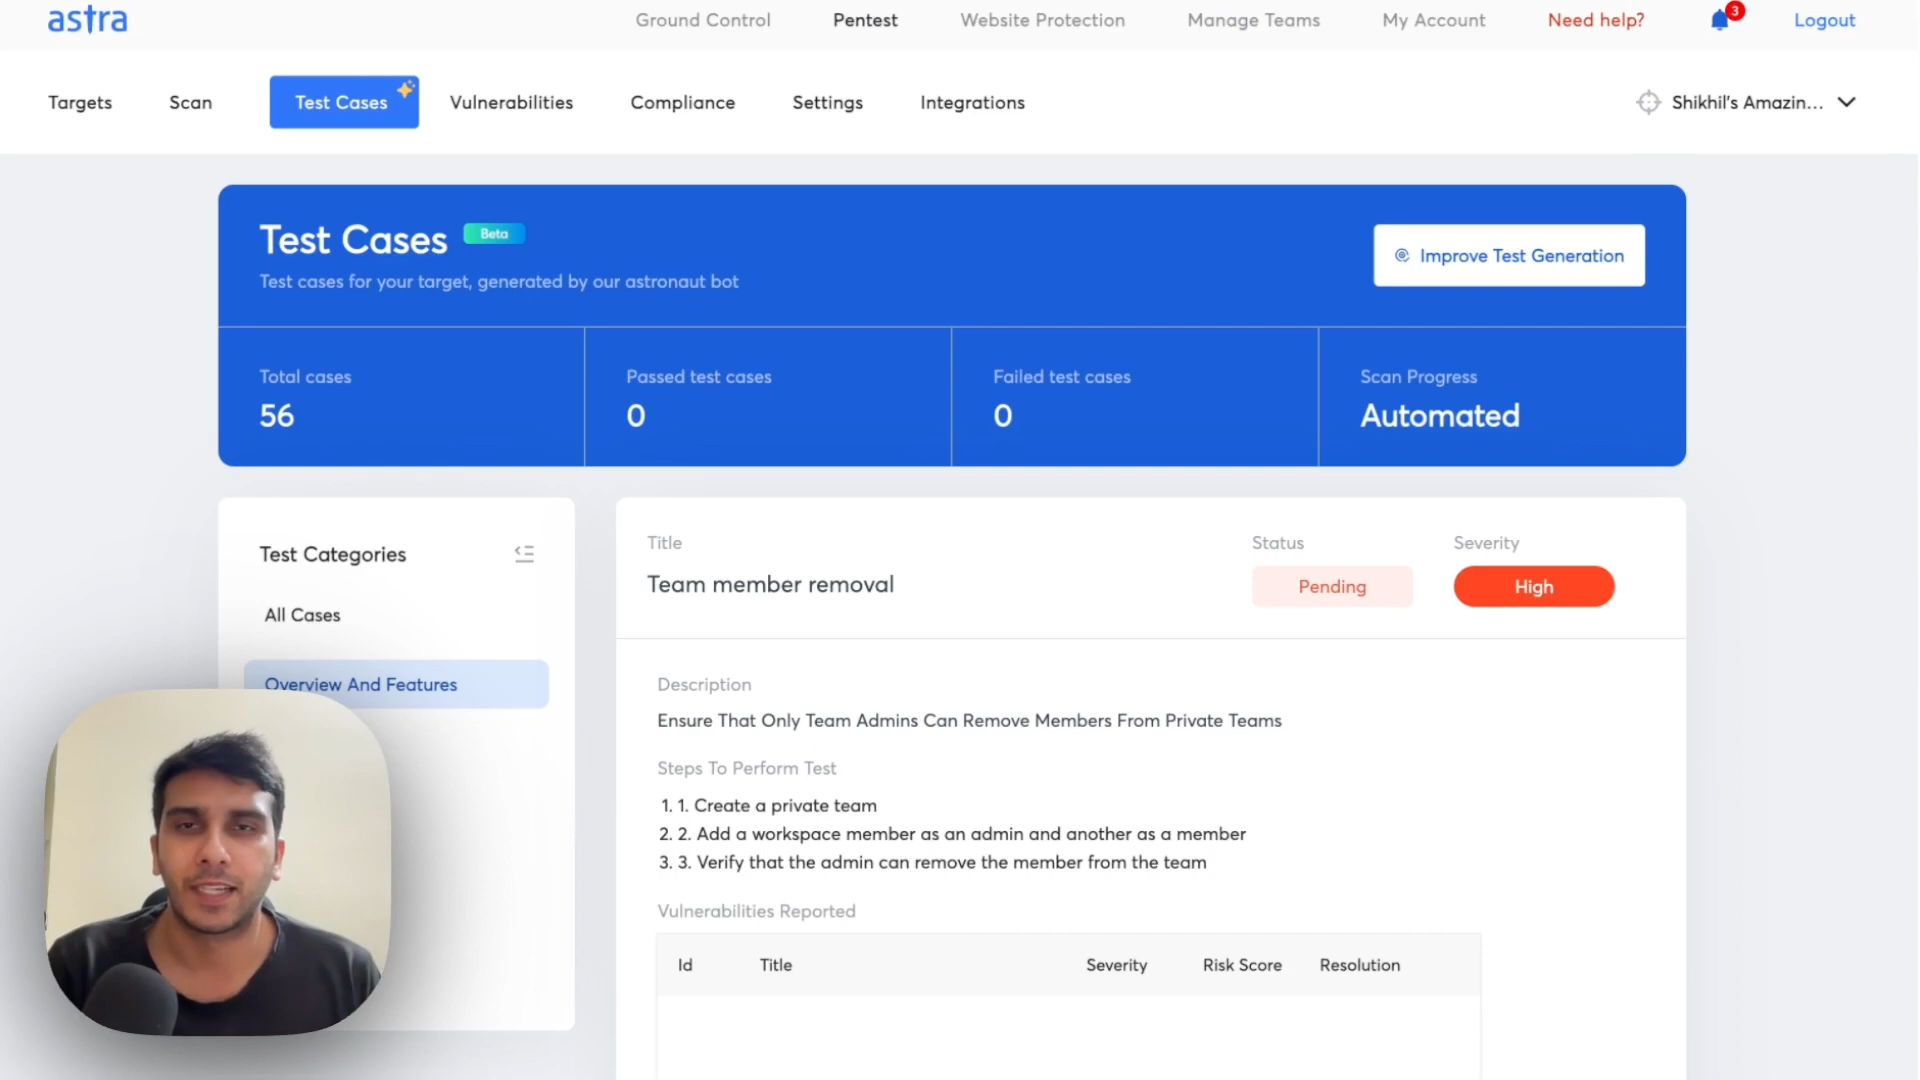 astra
Ground Control
Pentest
Website Protection
Manage Teams
My Account
Need help?
3
Logout
Targets
Scan
Test Cases
Vulnerabilities
Compliance
Settings
Integrations
Shikhil's Amazin...
Test Cases
Beta
Test cases for your target, generated by our astronaut bot
Improve Test Generation
Total cases
56
Passed test cases
0
Failed test cases
0
Scan Progress
Automated
Test Categories
All Cases
Overview And Features
Title
Team member removal
Status
Pending
Severity
High
Description
Ensure That Only Team Admins Can Remove Members From Private Teams
Steps To Perform Test
1. 1. Create a private team
2. 2. Add a workspace member as an admin and another as a member
3. 3. Verify that the admin can remove the member from the team
Vulnerabilities Reported
Id
Title
Severity
Risk Score
Resolution